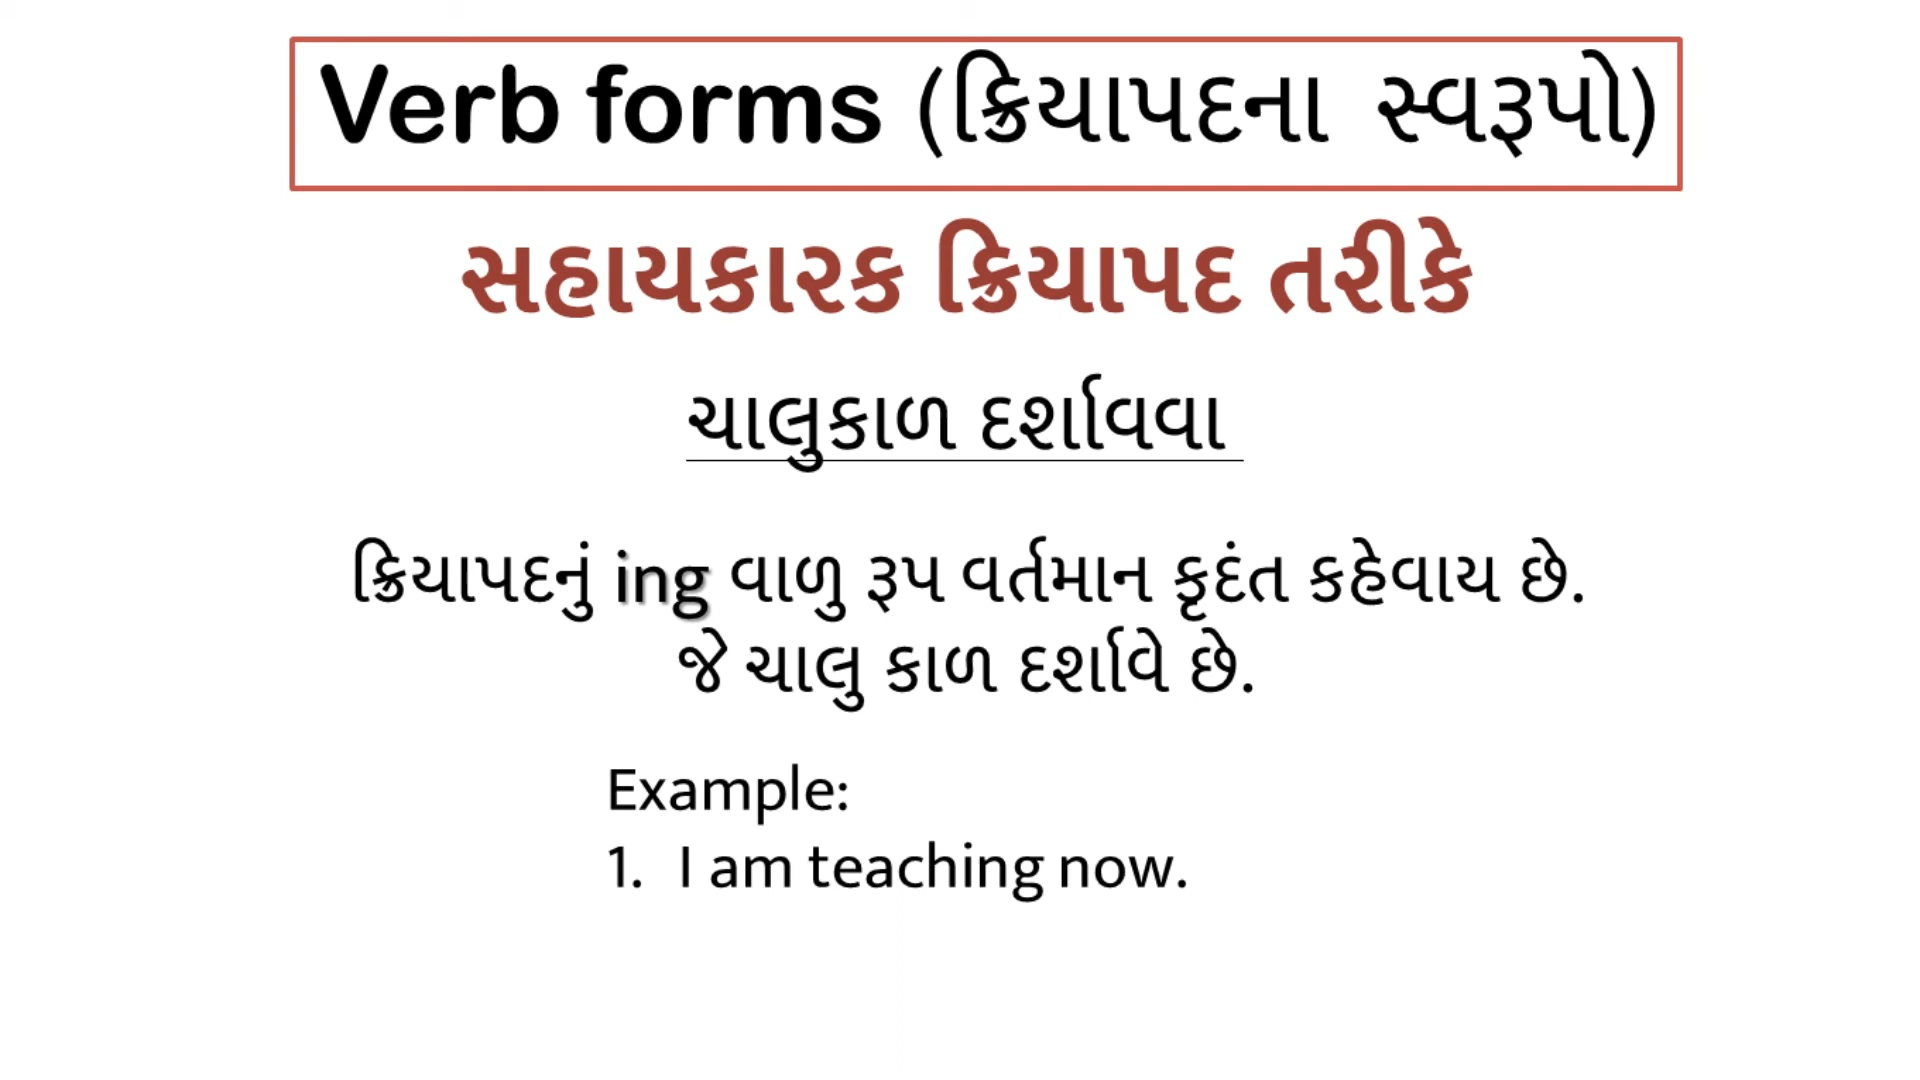 Verb forms (ક્રિયાપદના સ્વરૂપો)
સહાયકારક ક્રિયાપદ તરીકે
ચાલુકાળ દર્શાવવા
ક્રિયાપદનું ing વાળુ રૂપ વર્તમાન કૃદંત કહેવાય છે.
જે ચાલુ કાળ દર્શાવે છે.
Example:
1. I am teaching now.